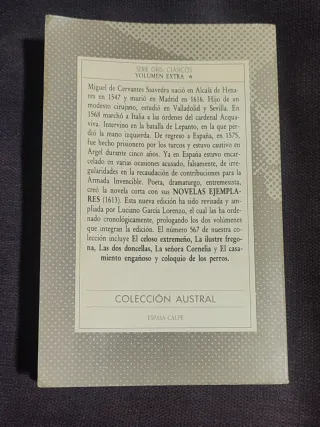 SERIE ORO: CLÁSICOS
VOLUMEN EXTRA
Miguel de Cervantes Saavedra nació en Alcalá de Hena-
res en 1547 y murió en Madrid en 1616. Hijo de un
modesto cirujano, estudió en Valladolid y Sevilla. En
1568 marchó a Italia a las órdenes del cardenal Acqua-
viva. Intervino en la batalla de Lepanto, en la que per-
dió la mano izquierda. De regreso a España, en 1575,
fue hecho prisionero por los turcos y estuvo cautivo en
Argel durante cinco años. Ya en España estuvo encar-
celado en varias ocasiones acusado, falsamente, de irre-
gularidades en la recaudación de contribuciones para la
Armada Invencible. Poeta, dramaturgo, entremesista,
creó la novela corta con sus NOVELAS EJEMPLA-
RES (1613). Esta nueva edición ha sido revisada y am-
pliada por Luciano García Lorenzo, el cual las ha orde-
nado cronológicamente, prologando los dos volúmenes
que integran la edición. El número 567 de nuestra co-
lección incluye El celoso extremeño, La ilustre frego-
na, Las dos doncellas, La señora Cornelia y El casa-
miento engañoso y coloquio de los perros.
COLECCIÓN AUSTRAL
ESPASA CALPE